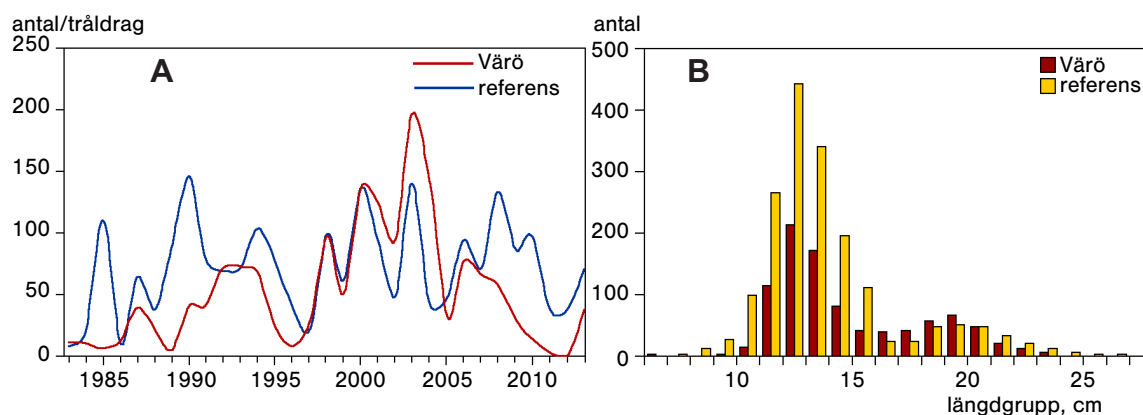 antal/tråldrag
250
200
150
100
50
0
A
Värö
referens
1985 1990 1995 2000 2005 2010
antal
500
400
300
200
100
0
B
Värö
referens
10 15 20 25
längdgrupp, cm